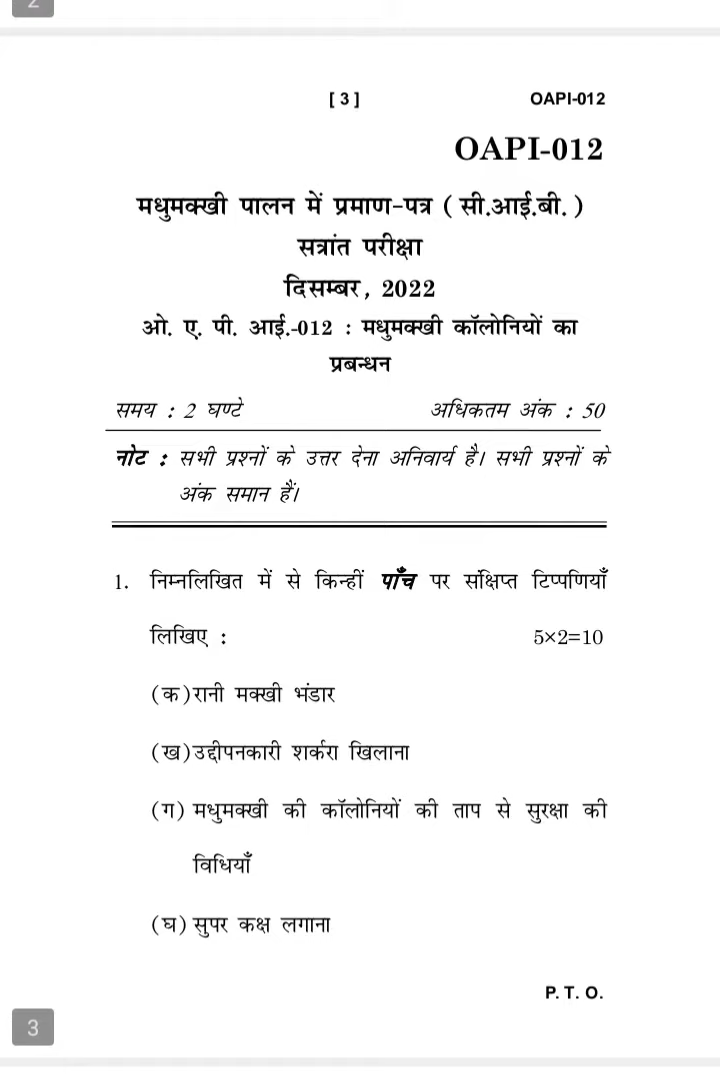 [ 3 ] OAPI-012
OAPI-012
मधुमक्खी पालन में प्रमाण-पत्र ( सी.आई.बी. )
सत्रांत परीक्षा
दिसम्बर, 2022
ओ. ए. पी. आई.-012 : मधुमक्खी कॉलोनियों का
प्रबन्धन
समय : 2 घण्टे अधिकतम अंक : 50
नोट : सभी प्रश्नों के उत्तर देना अनिवार्य है। सभी प्रश्नों के
अंक समान हैं।
1. निम्नलिखित में से किन्हीं पाँच पर संक्षिप्त टिप्पणियाँ
लिखिए : 5×2=10
(क) रानी मक्खी भंडार
(ख) उद्दीपनकारी शर्करा खिलाना
(ग) मधुमक्खी की कॉलोनियों की ताप से सुरक्षा की
विधियाँ
(घ) सुपर कक्ष लगाना
P. T. O.
3